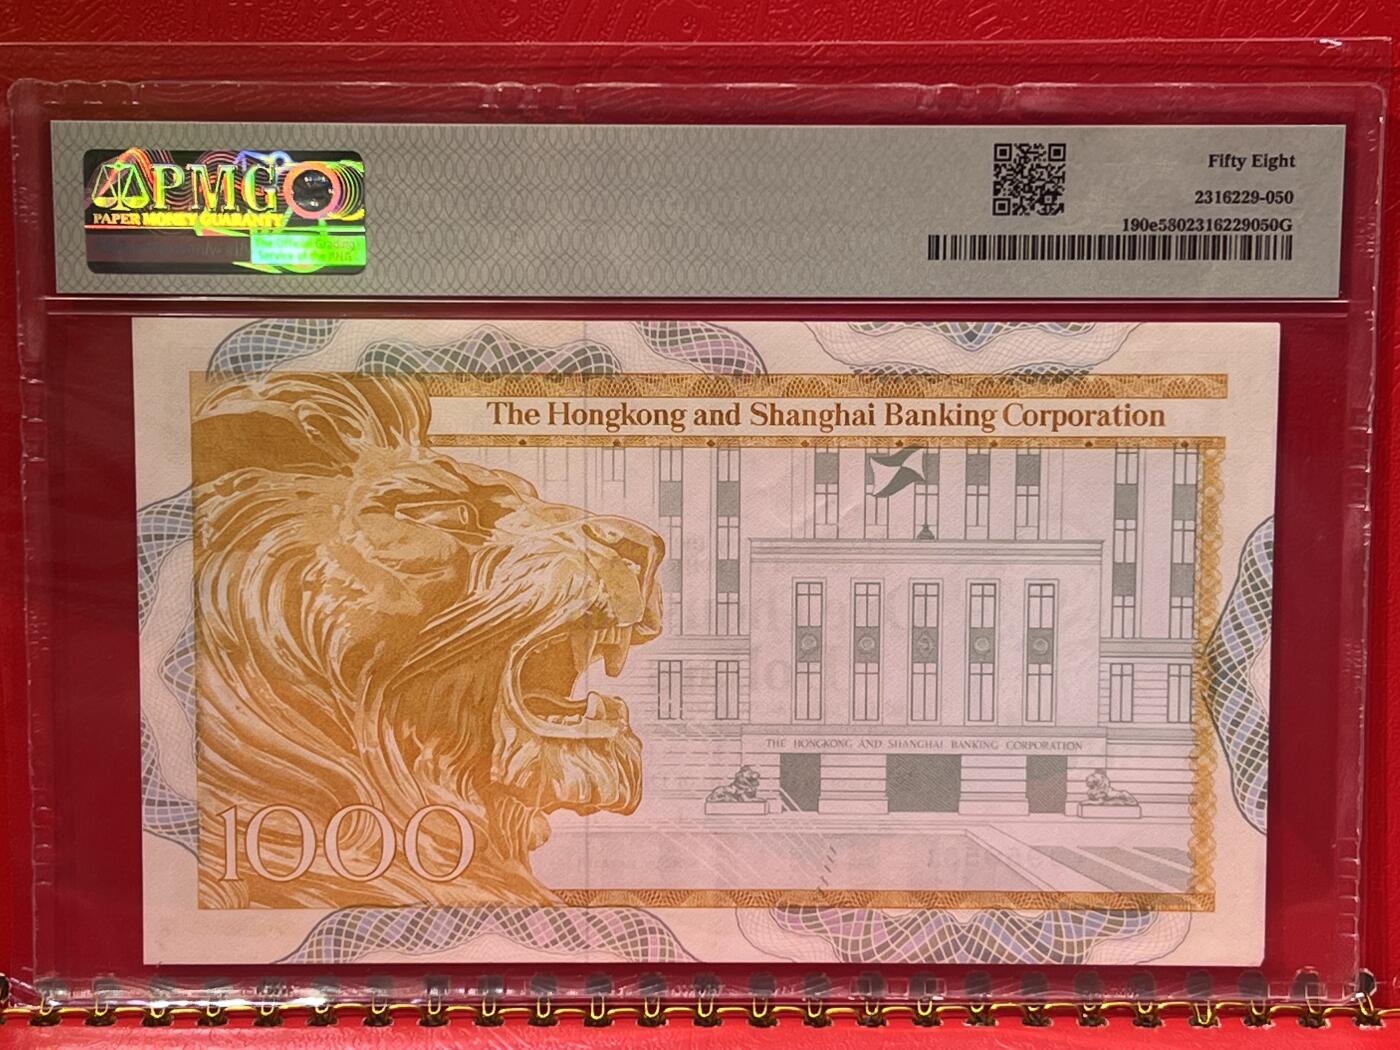 PMG
PAPER MONEY GUARANTY
The Official Grading
Service of the PNG
Fifty Eight
2316229-050
190e5802316229050G
The Hongkong and Shanghai Banking Corporation
THE HONGKONG AND SHANGHAI BANKING CORPORATION
1000